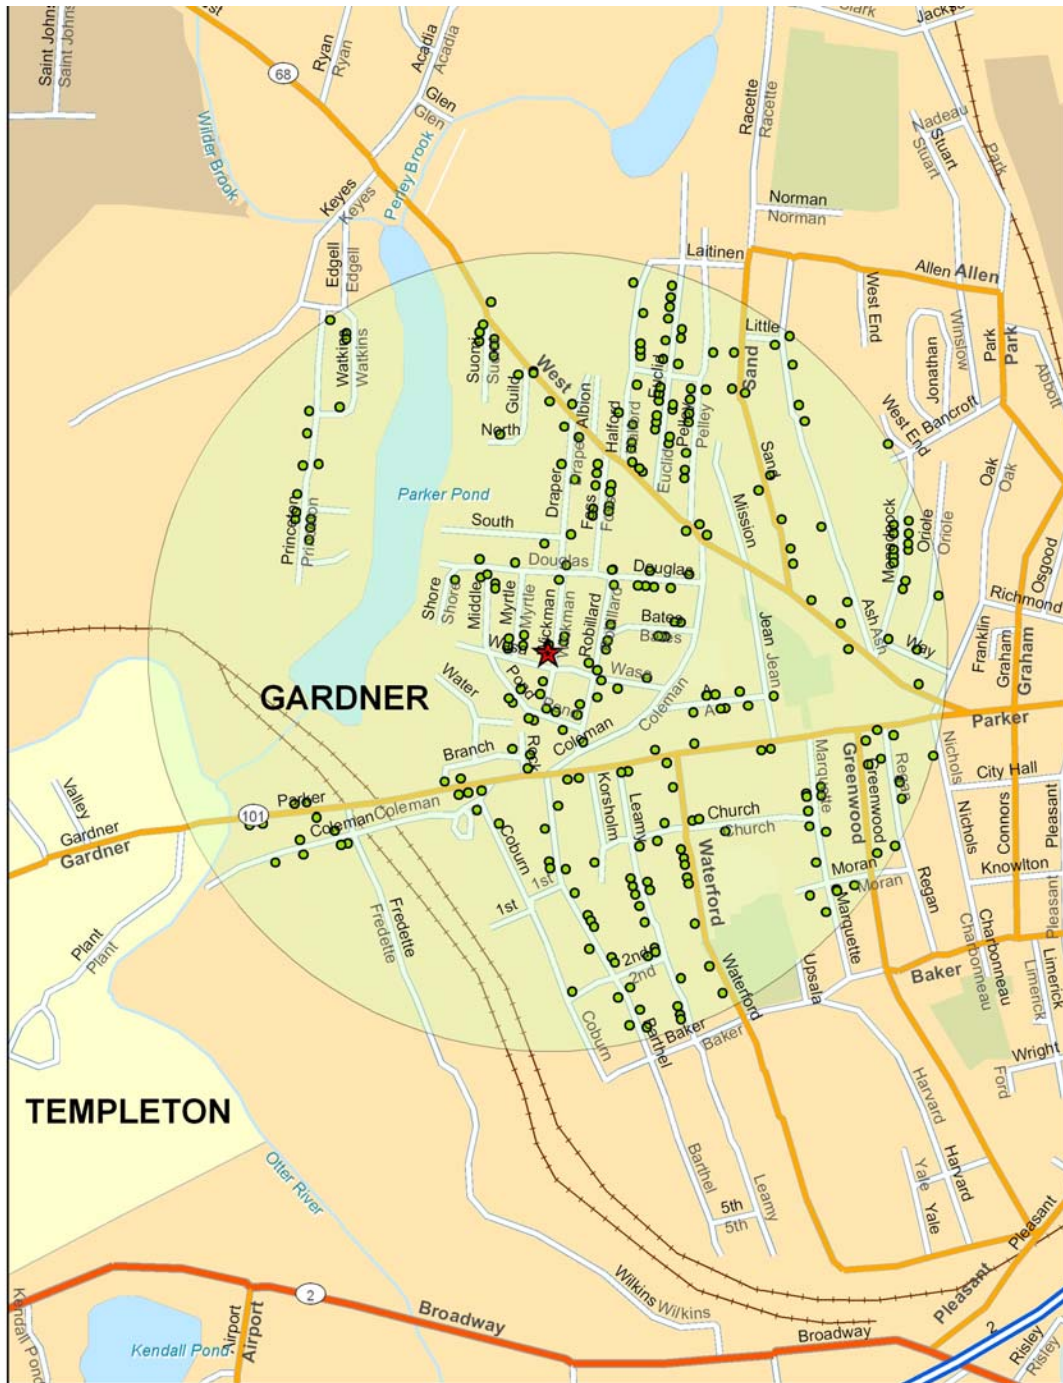 Saint Johns
Saint Johns
Ryan
Ryan
Acadia
Acadia
68
Glen
Glen
Wilder Brook
Perley Brook
Keyes
Keyes
Racette
Racette
Nadeau
Stuart
Stuart
Park
Norman
Norman
Edgell
Edgell
Laitinen
Allen
Allen
West End
Park
Park
Winslow
Jonathan
Abbott
Little
Watkins
Watkins
Suomi
Guild
West
Sand
Albion
Halford
Euclid
Pelley
Pelley
North
Draper
Euclid
Sand
West End
Bancroft
Oak
Oak
Parker Pond
Princeton
Princeton
South
Mission
Oriole
Oriole
Osgood
Douglas
Douglas
Shore
Shore
Middle
Myrtle
Myrtle
Robillard
Bates
Bates
Jean
Jean
Ash
Ash
Way
Richmond
Franklin
Graham
Graham
GARDNER
Water
Pond
Wasa
Coleman
A
A
Coleman
Branch
Rock
Parker
Nichols
City Hall
Valley
Gardner
Gardner
101
Parker
Coleman
Korsholm
Leamy
Church
Church
Marquette
Greenwood
Greenwood
Regan
Nichols
Connors
Pleasant
Coburn
1st
1st
Waterford
Moran
Moran
Marquette
Regan
Knowlton
Pleasant
Plant
Plant
Fredette
Fredette
2nd
2nd
Waterford
Upsala
Baker
Charbonneau
Charbonneau
Limerick
Limerick
Coburn
Barthel
Baker
Baker
Wright
Ford
TEMPLETON
Otter River
Harvard
Harvard
Yale
Yale
Barthel
Leamy
5th
5th
Pleasant
Pleasant
Kendall Pond
Kendall Pond
Airport
Airport
2
Broadway
Wilkins
Wilkins
Broadway
2
Risley
Risley